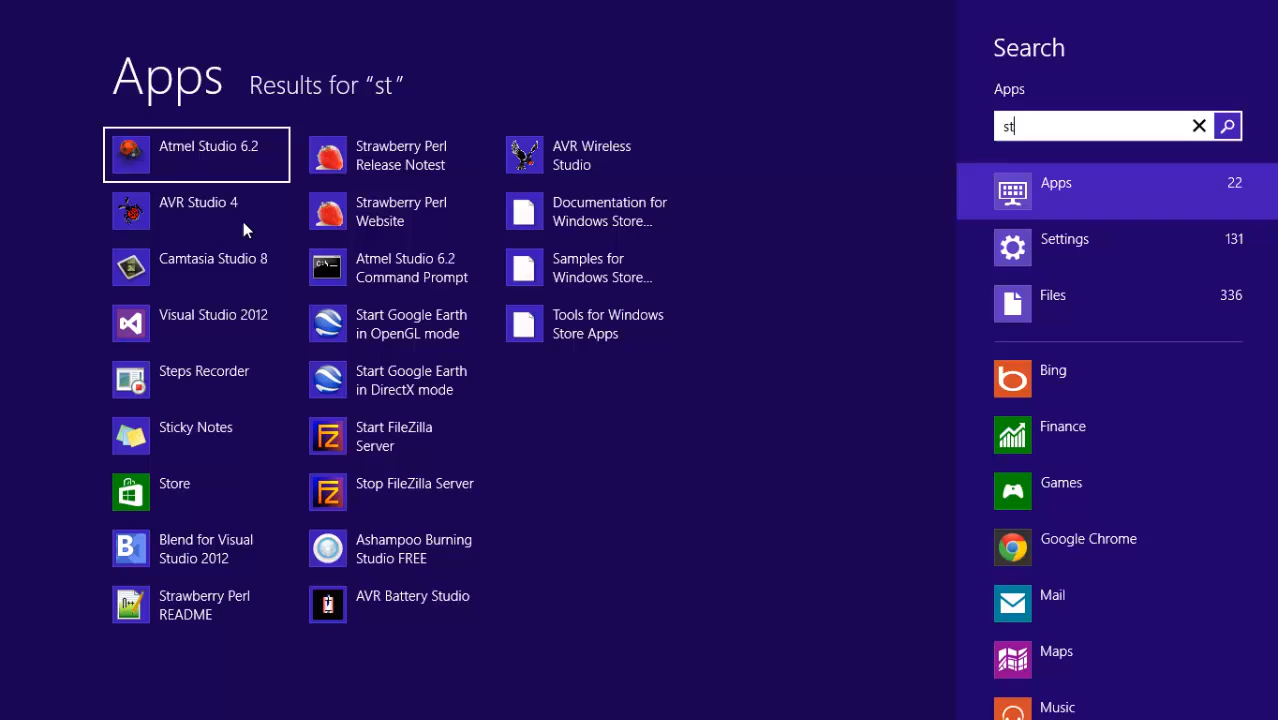 Apps Results for “st”
Atmel Studio 6.2
AVR Studio 4
Camtasia Studio 8
Visual Studio 2012
Steps Recorder
Sticky Notes
Store
Blend for Visual
Studio 2012
Strawberry Perl
README
Strawberry Perl
Release Notest
Strawberry Perl
Website
Atmel Studio 6.2
Command Prompt
Start Google Earth
in OpenGL mode
Start Google Earth
in DirectX mode
Start FileZilla
Server
Stop FileZilla Server
Ashampoo Burning
Studio FREE
AVR Battery Studio
AVR Wireless
Studio
Documentation for
Windows Store...
Samples for
Windows Store...
Tools for Windows
Store Apps
Search
Apps
st
Apps 22
Settings 131
Files 336
Bing
Finance
Games
Google Chrome
Mail
Maps
Music